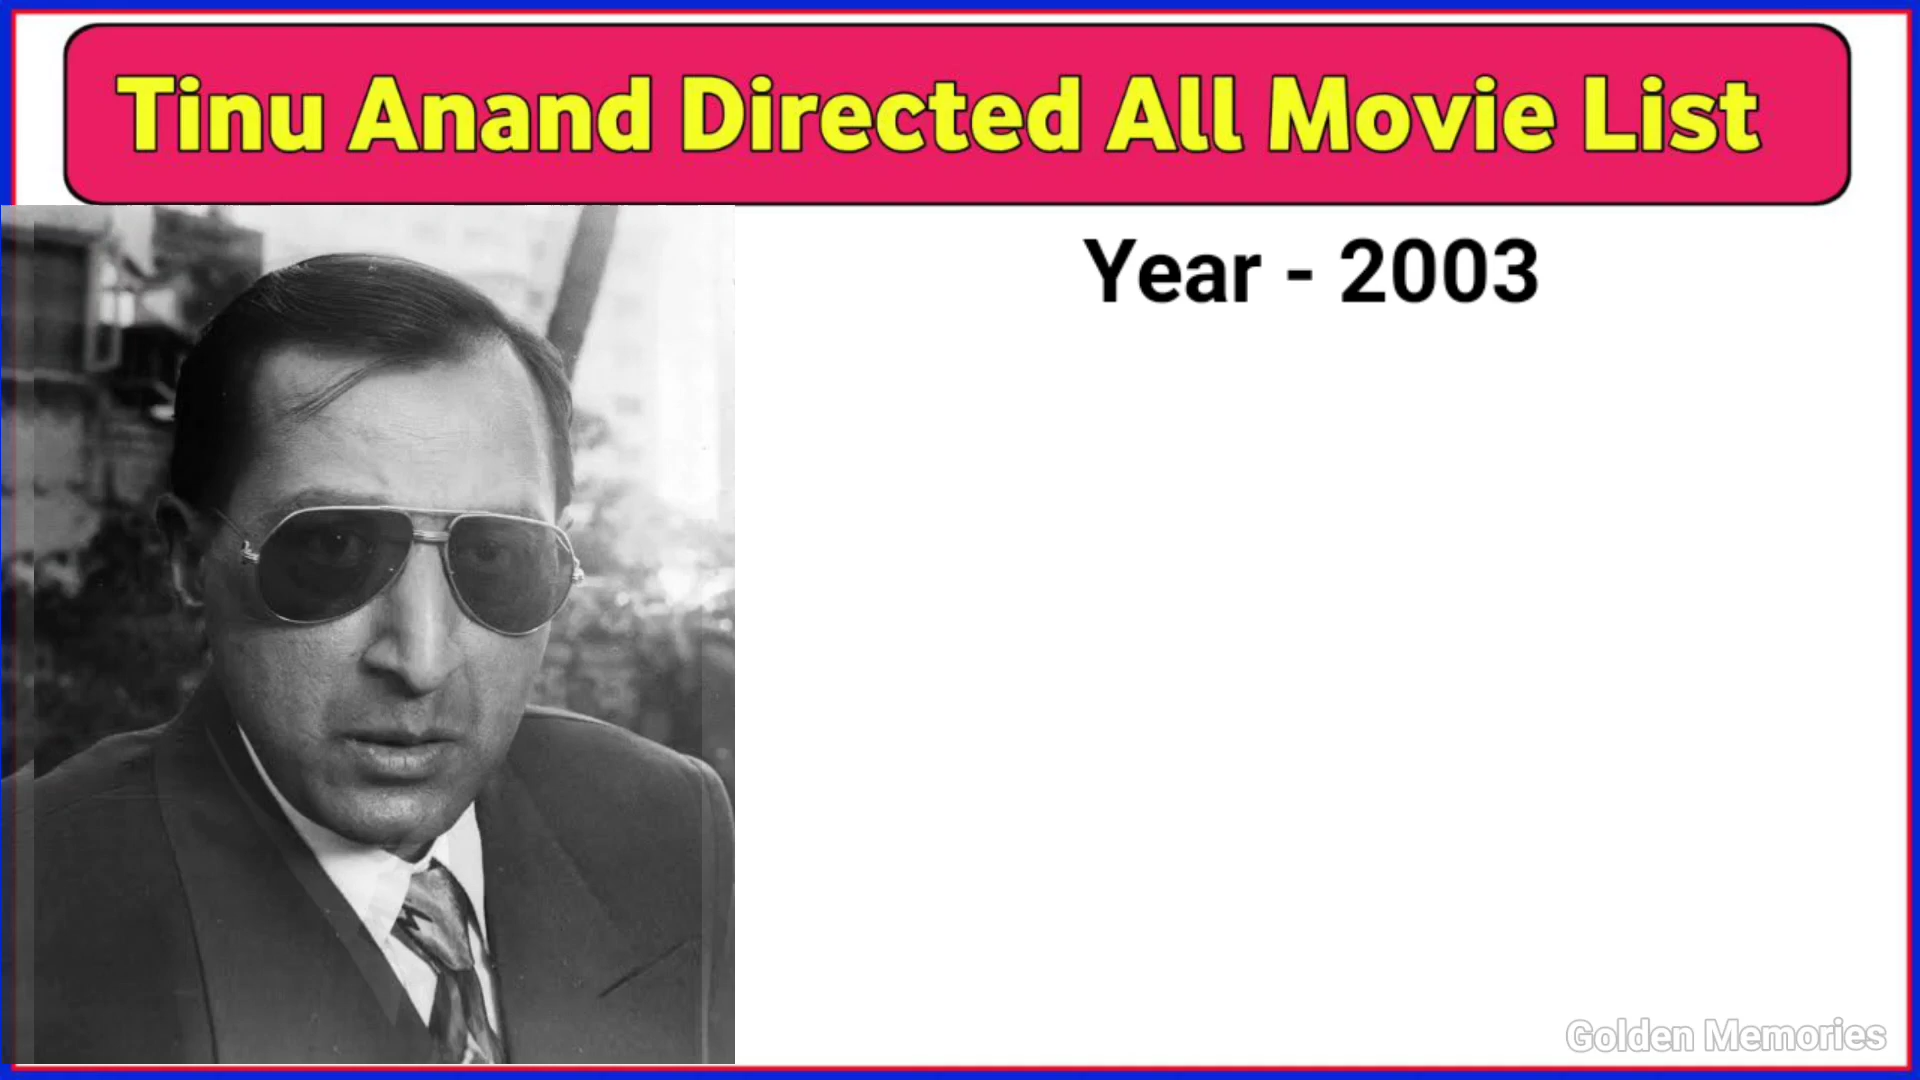 Tinu Anand Directed All Movie List
Year - 2003
Golden Memories